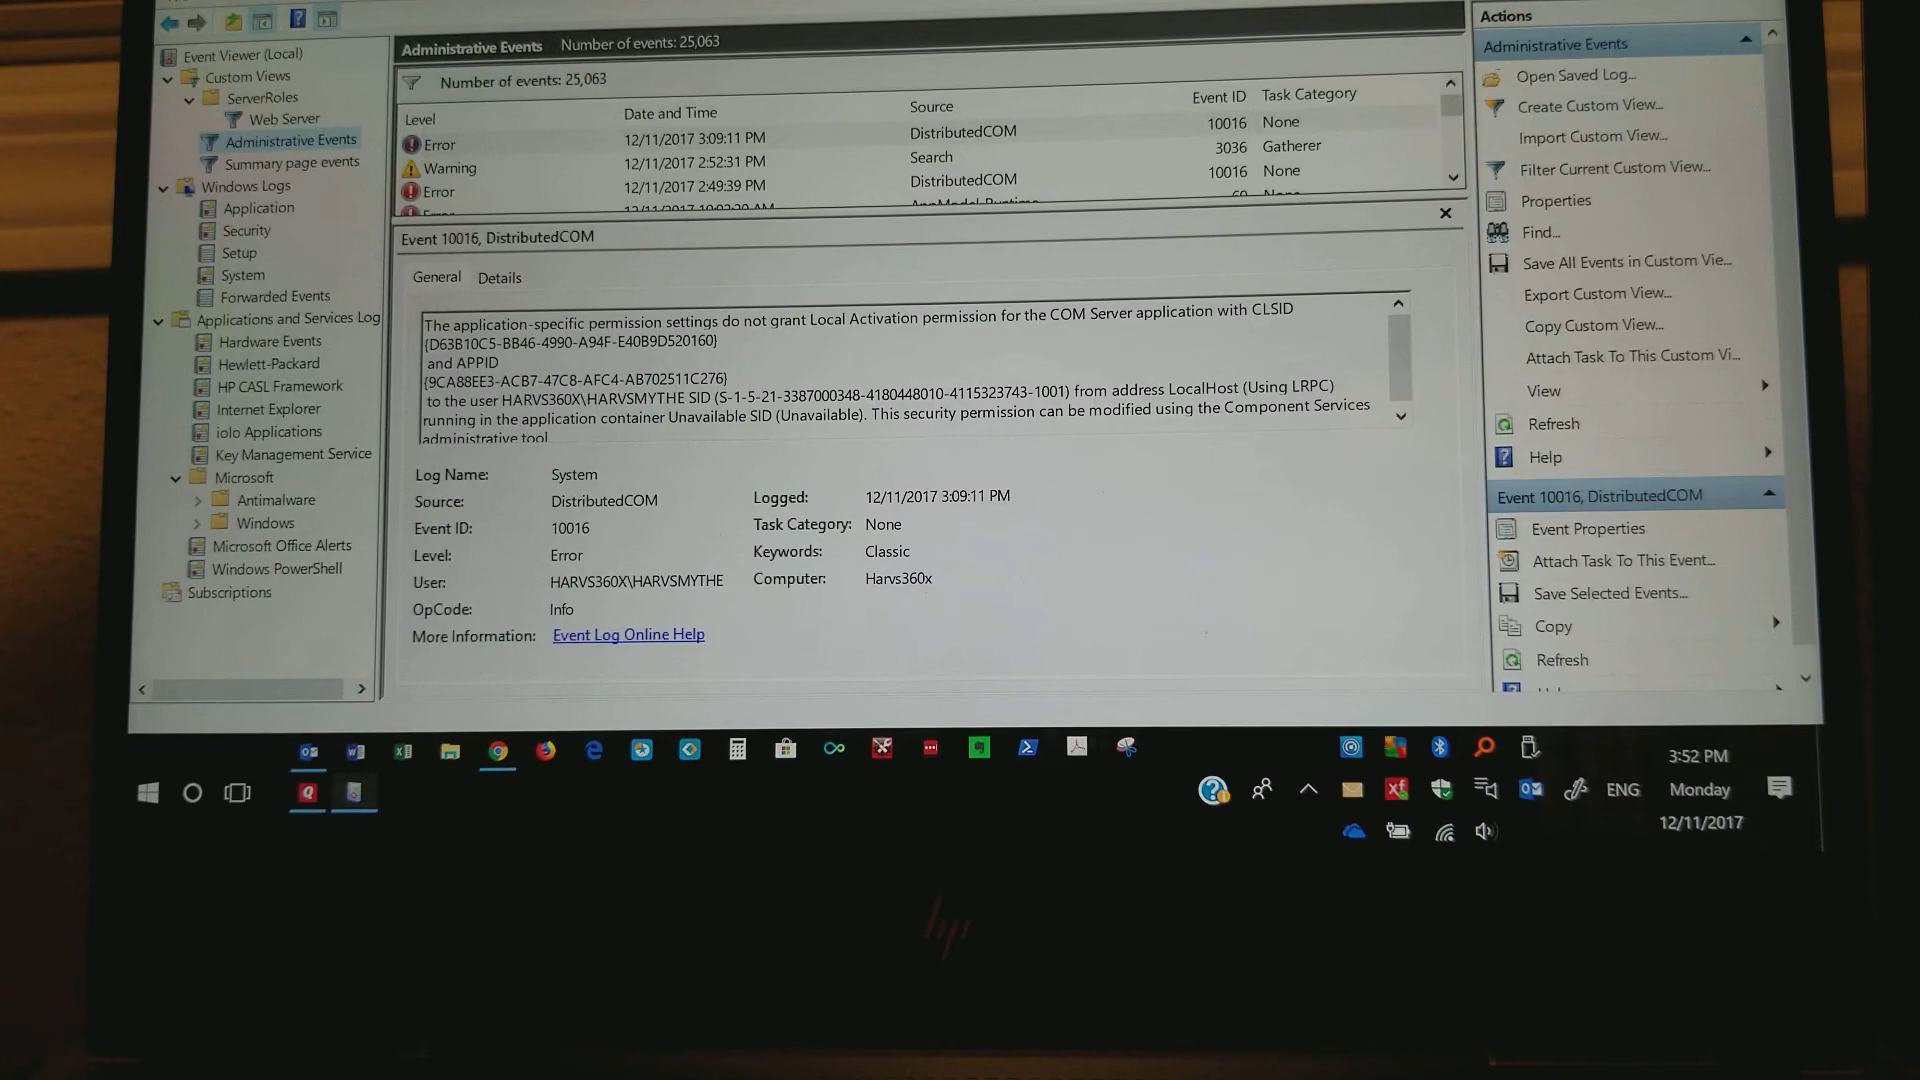 Event Viewer (Local)
Custom Views
ServerRoles
Web Server
Administrative Events
Summary page events
Windows Logs
Application
Security
Setup
System
Forwarded Events
Applications and Services Log
Hardware Events
Hewlett-Packard
HP CASL Framework
Internet Explorer
iolo Applications
Key Management Service
Microsoft
Antimalware
Windows
Microsoft Office Alerts
Windows PowerShell
Subscriptions
Administrative Events Number of events: 25,063
Number of events: 25,063
Level Date and Time Source Event ID Task Category
Error 12/11/2017 3:09:11 PM DistributedCOM 10016 None
Warning 12/11/2017 2:52:31 PM Search 3036 Gatherer
Error 12/11/2017 2:49:39 PM DistributedCOM 10016 None
Event 10016, DistributedCOM
General Details
The application-specific permission settings do not grant Local Activation permission for the COM Server application with CLSID
{D63B10C5-BB46-4990-A94F-E40B9D520160}
and APPID
{9CA88EE3-ACB7-47C8-AFC4-AB702511C276}
to the user HARVS360X\HARVSMYTHE SID (S-1-5-21-3387000348-4180448010-4115323743-1001) from address LocalHost (Using LRPC)
running in the application container Unavailable SID (Unavailable). This security permission can be modified using the Component Services
administrative tool
Log Name: System
Source: DistributedCOM Logged: 12/11/2017 3:09:11 PM
Event ID: 10016 Task Category: None
Level: Error Keywords: Classic
User: HARVS360X\HARVSMYTHE Computer: Harvs360x
OpCode: Info
More Information: Event Log Online Help
Actions
Administrative Events
Open Saved Log...
Create Custom View...
Import Custom View...
Filter Current Custom View...
Properties
Find...
Save All Events in Custom Vie...
Export Custom View...
Copy Custom View...
Attach Task To This Custom Vi...
View
Refresh
Help
Event 10016, DistributedCOM
Event Properties
Attach Task To This Event...
Save Selected Events...
Copy
Refresh
3:52 PM
ENG Monday
12/11/2017
hp